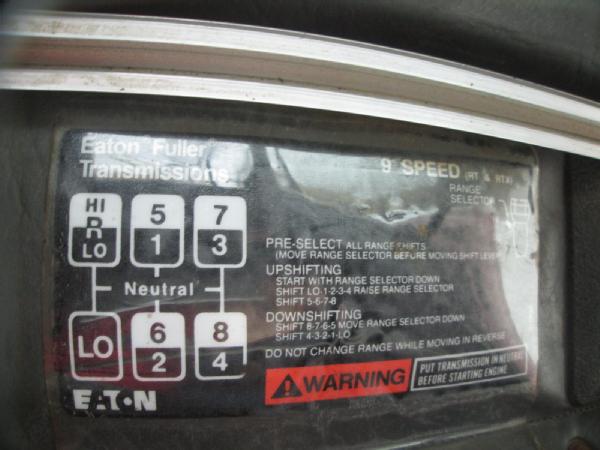 Eaton Fuller
Transmissions
9 SPEED (RT & RTX)
RANGE
SELECTOR
HI
R
LO
5
1
7
3
Neutral
LO
6
2
8
4
EATON
PRE-SELECT ALL RANGE SHIFTS
(MOVE RANGE SELECTOR BEFORE MOVING SHIFT LEVER)
UPSHIFTING
START WITH RANGE SELECTOR DOWN
SHIFT LO-1-2-3-4 RAISE RANGE SELECTOR
SHIFT 5-6-7-8
DOWNSHIFTING
SHIFT 8-7-6-5 MOVE RANGE SELECTOR DOWN
SHIFT 4-3-2-1-LO
DO NOT CHANGE RANGE WHILE MOVING IN REVERSE
WARNING
PUT TRANSMISSION IN NEUTRAL
BEFORE STARTING ENGINE